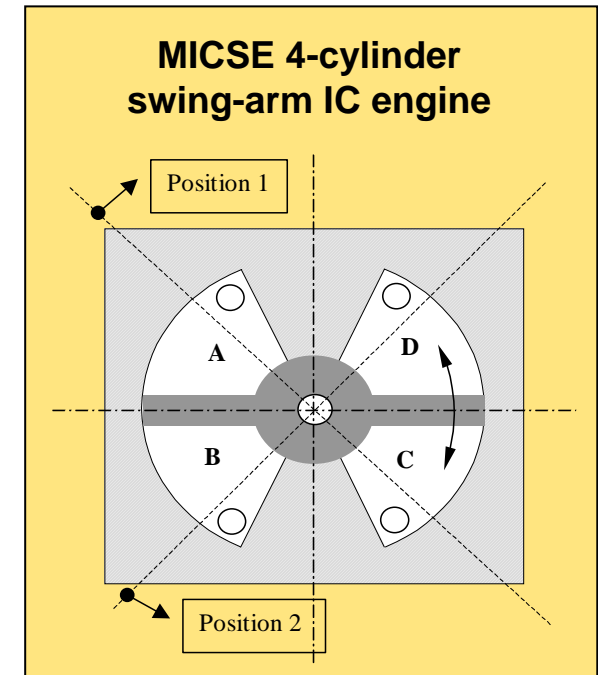 MICSE 4-cylinder
swing-arm IC engine
Position 1
A
D
B
C
Position 2